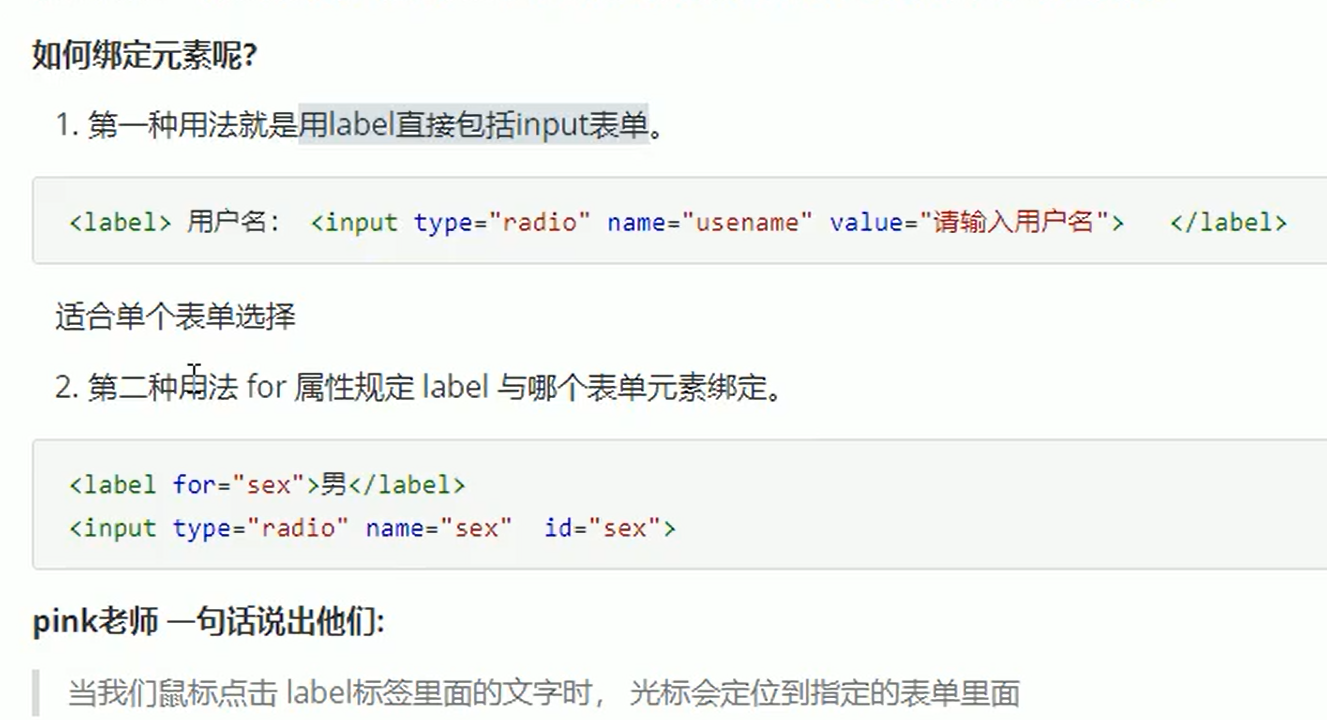 如何绑定元素呢?
1. 第一种用法就是用label直接包括input表单。
<label> 用户名： <input type="radio" name="usename" value="请输入用户名">   </label>
适合单个表单选择
2. 第二种用法 for 属性规定 label 与哪个表单元素绑定。
<label for="sex">男</label>
<input type="radio" name="sex"  id="sex">
pink老师 一句话说出他们:
当我们鼠标点击 label标签里面的文字时， 光标会定位到指定的表单里面